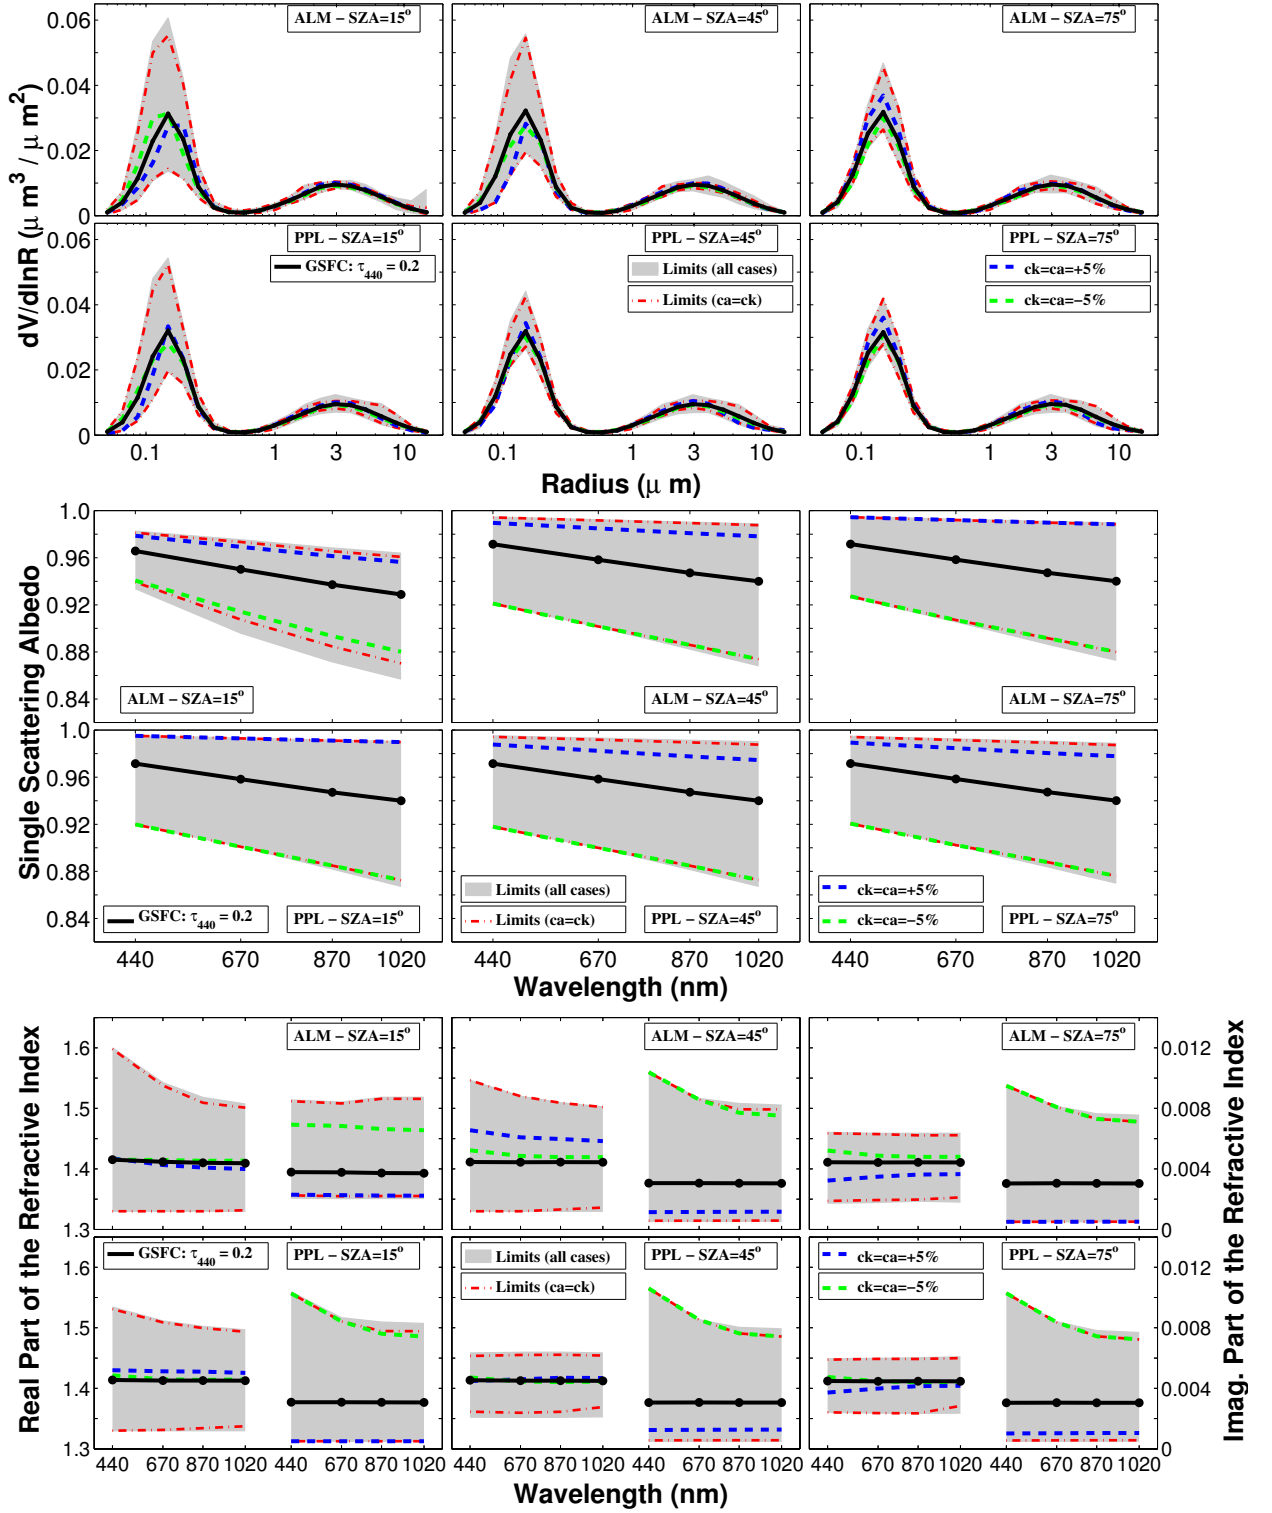 dV/dlnR (μ m³ / μ m²)
0.06
0.04
0.02
0
ALM − SZA=15°
ALM − SZA=45°
ALM − SZA=75°
0.06
0.04
0.02
0
PPL − SZA=15°
GSFC: τ440 = 0.2
PPL − SZA=45°
Limits (all cases)
Limits (ca=ck)
PPL − SZA=75°
ck=ca=+5%
ck=ca=−5%
0.1 1 3 10
0.1 1 3 10
0.1 1 3 10
Radius (μ m)
Single Scattering Albedo
1.0
0.96
0.92
0.88
0.84
ALM − SZA=15°
ALM − SZA=45°
ALM − SZA=75°
1.0
0.96
0.92
0.88
0.84
GSFC: τ440 = 0.2
PPL − SZA=15°
Limits (all cases)
Limits (ca=ck)
PPL − SZA=45°
ck=ca=+5%
ck=ca=−5%
PPL − SZA=75°
440 670 870 1020
440 670 870 1020
440 670 870 1020
Wavelength (nm)
Real Part of the Refractive Index
1.6
1.5
1.4
1.3
ALM − SZA=15°
ALM − SZA=45°
ALM − SZA=75°
0.012
0.008
0.004
0
Imag. Part of the Refractive Index
1.6
1.5
1.4
1.3
GSFC: τ440 = 0.2
PPL − SZA=15°
Limits (all cases)
Limits (ca=ck)
PPL − SZA=45°
ck=ca=+5%
ck=ca=−5%
PPL − SZA=75°
0.012
0.008
0.004
0
440 670 870 1020 440 670 870 1020
440 670 870 1020 440 670 870 1020
440 670 870 1020 440 670 870 1020
Wavelength (nm)